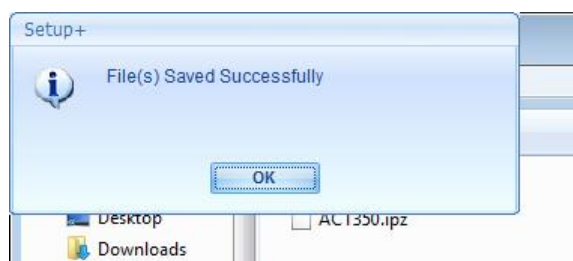 Setup+
File(s) Saved Successfully
OK
Desktop
ACT350.ipz
Downloads